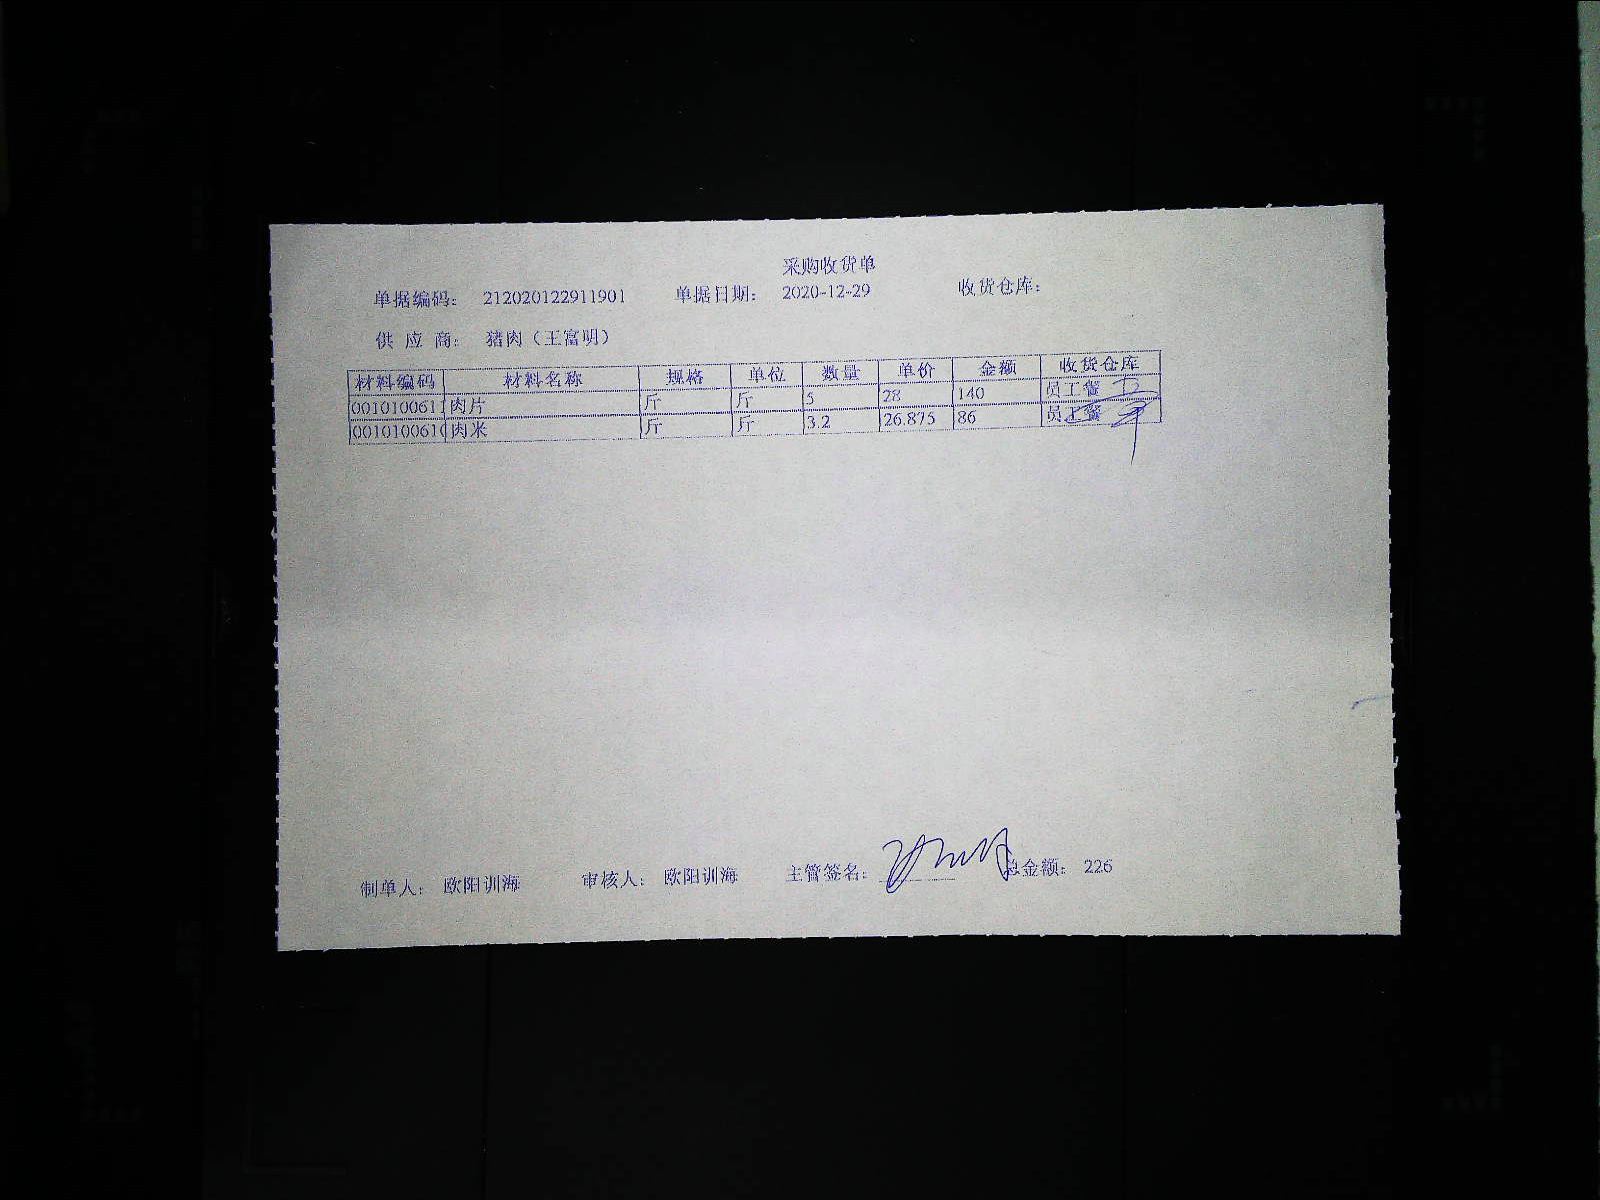 采购收货单
单据编码: 212020122911901 单据日期: 2020-12-29 收货仓库:
供 应 商: 猪肉（王富明）
材料编码 材料名称 规格 单位 数量 单价 金额 收货仓库
0010100611 肉片 斤 斤 5 28 140 员工餐
0010100610 肉米 斤 斤 3.2 26.875 86 员工餐
制单人: 欧阳训海 审核人: 欧阳训海 主管签名: 总金额: 226